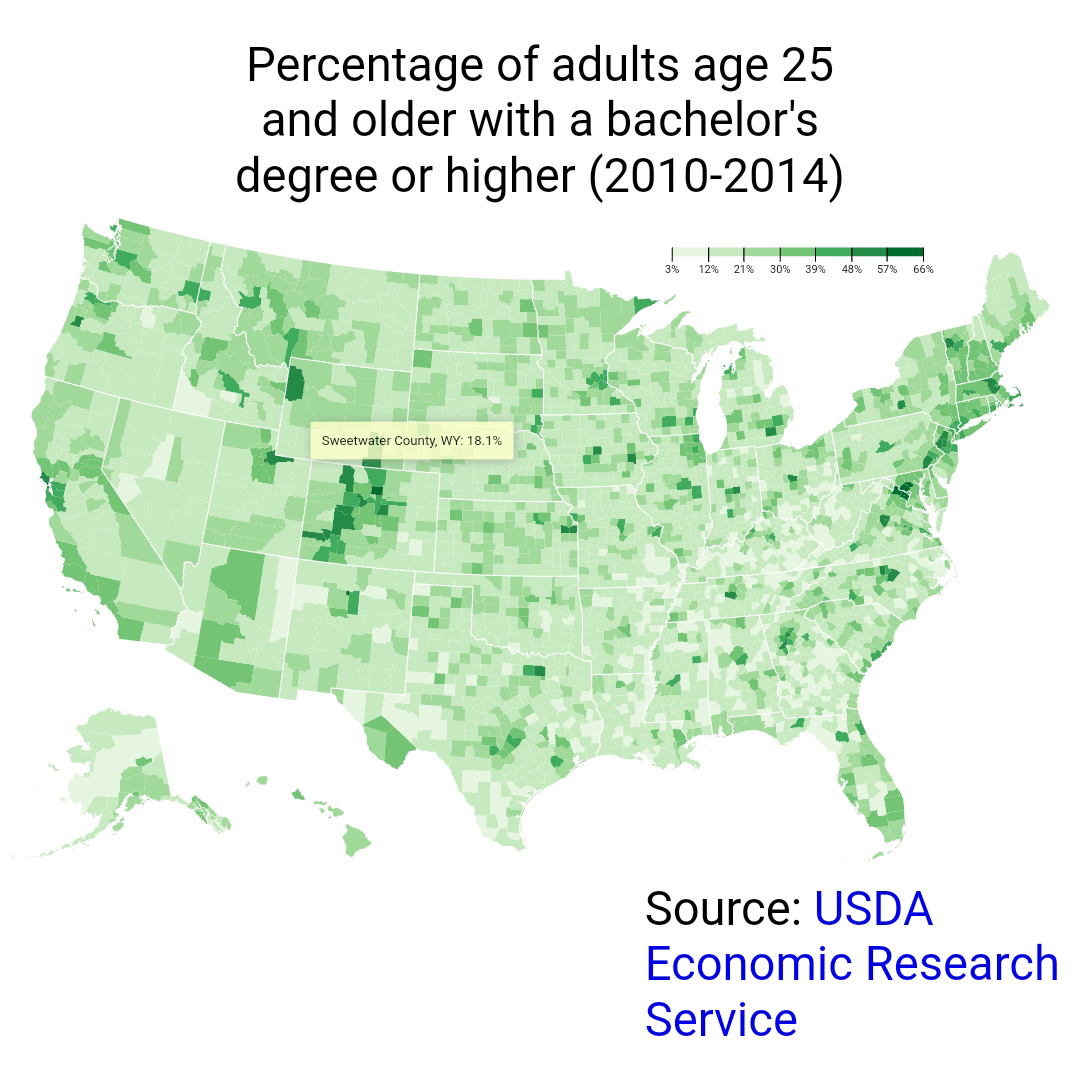 Percentage of adults age 25
and older with a bachelor's
degree or higher (2010-2014)
3% 12% 21% 30% 39% 48% 57% 66%
Sweetwater County, WY: 18.1%
Source: USDA
Economic Research
Service